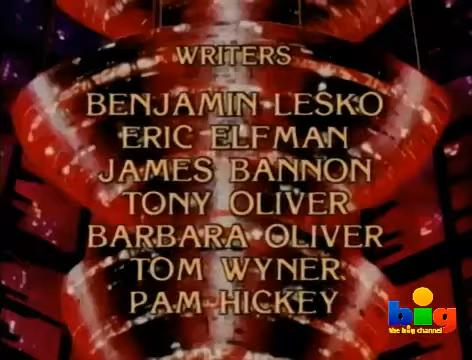 WRITERS
BENJAMIN LESKO
ERIC ELFMAN
JAMES BANNON
TONY OLIVER
BARBARA OLIVER
TOM WYNER
PAM HICKEY
big
the big channel